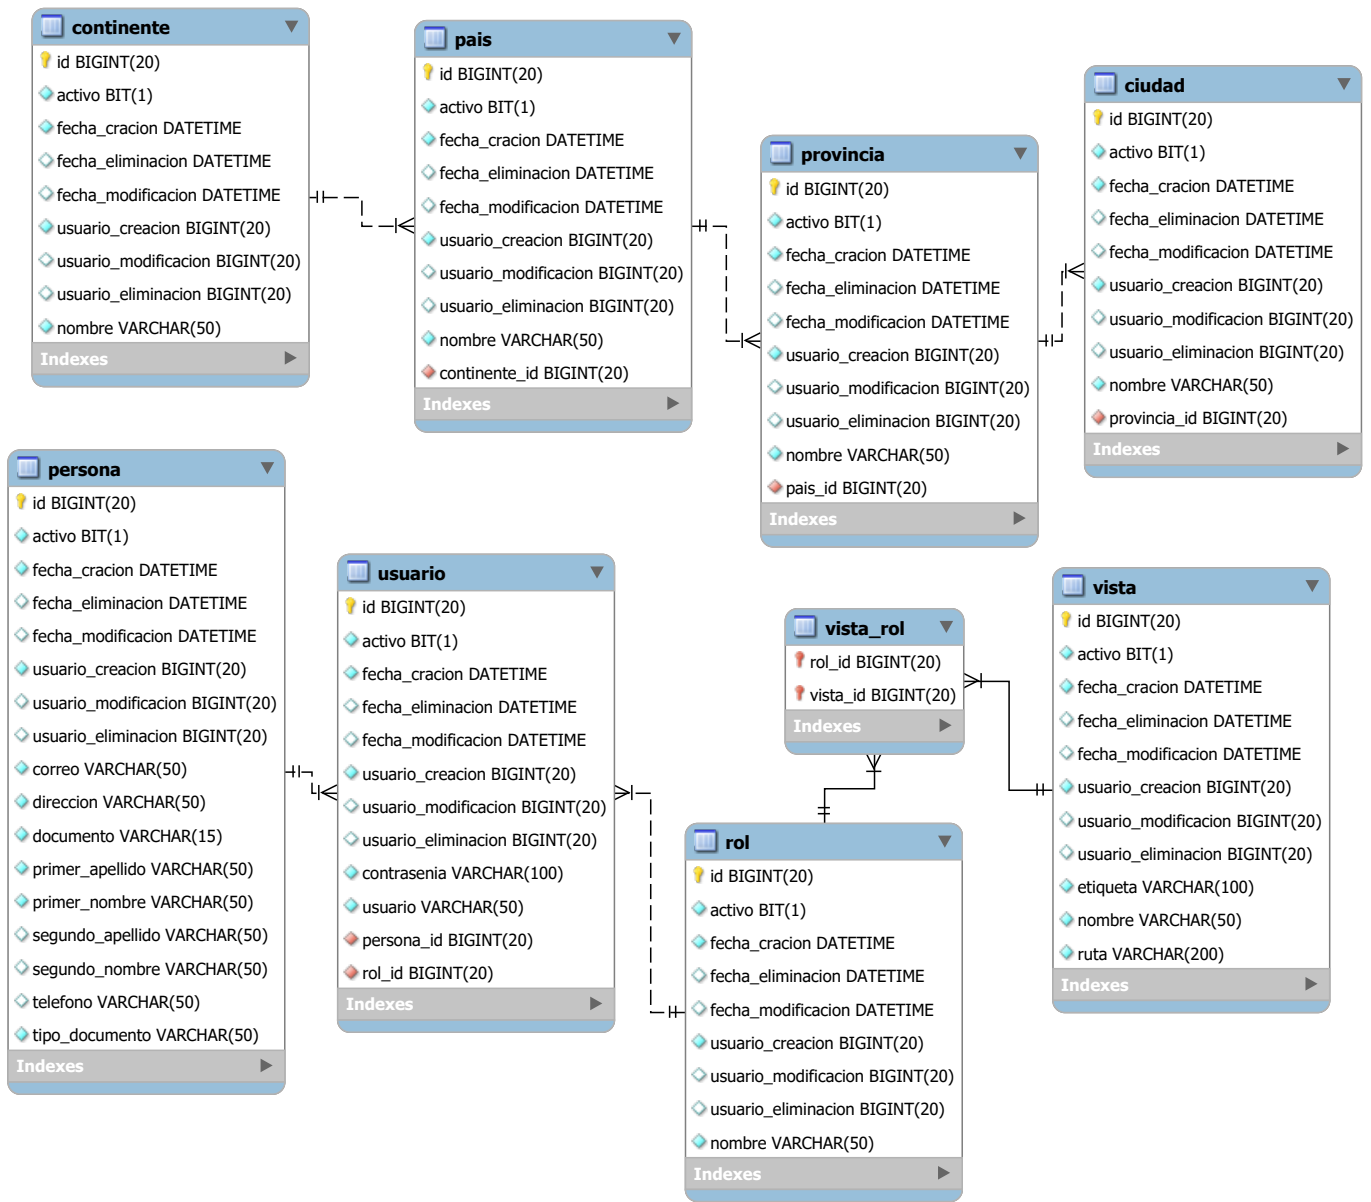 continente
id BIGINT(20)
activo BIT(1)
fecha_cracion DATETIME
fecha_eliminacion DATETIME
fecha_modificacion DATETIME
usuario_creacion BIGINT(20)
usuario_modificacion BIGINT(20)
usuario_eliminacion BIGINT(20)
nombre VARCHAR(50)
Indexes
pais
id BIGINT(20)
activo BIT(1)
fecha_cracion DATETIME
fecha_eliminacion DATETIME
fecha_modificacion DATETIME
usuario_creacion BIGINT(20)
usuario_modificacion BIGINT(20)
usuario_eliminacion BIGINT(20)
nombre VARCHAR(50)
continente_id BIGINT(20)
Indexes
provincia
id BIGINT(20)
activo BIT(1)
fecha_cracion DATETIME
fecha_eliminacion DATETIME
fecha_modificacion DATETIME
usuario_creacion BIGINT(20)
usuario_modificacion BIGINT(20)
usuario_eliminacion BIGINT(20)
nombre VARCHAR(50)
pais_id BIGINT(20)
Indexes
ciudad
id BIGINT(20)
activo BIT(1)
fecha_cracion DATETIME
fecha_eliminacion DATETIME
fecha_modificacion DATETIME
usuario_creacion BIGINT(20)
usuario_modificacion BIGINT(20)
usuario_eliminacion BIGINT(20)
nombre VARCHAR(50)
provincia_id BIGINT(20)
Indexes
persona
id BIGINT(20)
activo BIT(1)
fecha_cracion DATETIME
fecha_eliminacion DATETIME
fecha_modificacion DATETIME
usuario_creacion BIGINT(20)
usuario_modificacion BIGINT(20)
usuario_eliminacion BIGINT(20)
correo VARCHAR(50)
direccion VARCHAR(50)
documento VARCHAR(15)
primer_apellido VARCHAR(50)
primer_nombre VARCHAR(50)
segundo_apellido VARCHAR(50)
segundo_nombre VARCHAR(50)
telefono VARCHAR(50)
tipo_documento VARCHAR(50)
Indexes
usuario
id BIGINT(20)
activo BIT(1)
fecha_cracion DATETIME
fecha_eliminacion DATETIME
fecha_modificacion DATETIME
usuario_creacion BIGINT(20)
usuario_modificacion BIGINT(20)
usuario_eliminacion BIGINT(20)
contrasenia VARCHAR(100)
usuario VARCHAR(50)
persona_id BIGINT(20)
rol_id BIGINT(20)
Indexes
vista_rol
rol_id BIGINT(20)
vista_id BIGINT(20)
Indexes
rol
id BIGINT(20)
activo BIT(1)
fecha_cracion DATETIME
fecha_eliminacion DATETIME
fecha_modificacion DATETIME
usuario_creacion BIGINT(20)
usuario_modificacion BIGINT(20)
usuario_eliminacion BIGINT(20)
nombre VARCHAR(50)
Indexes
vista
id BIGINT(20)
activo BIT(1)
fecha_cracion DATETIME
fecha_eliminacion DATETIME
fecha_modificacion DATETIME
usuario_creacion BIGINT(20)
usuario_modificacion BIGINT(20)
usuario_eliminacion BIGINT(20)
etiqueta VARCHAR(100)
nombre VARCHAR(50)
ruta VARCHAR(200)
Indexes